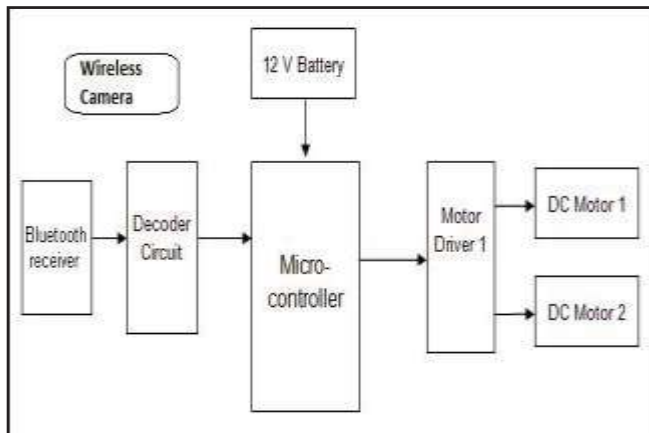 Wireless
Camera
12 V Battery
Bluetooth
receiver
Decoder
Circuit
Micro-
controller
Motor
Driver 1
DC Motor 1
DC Motor 2